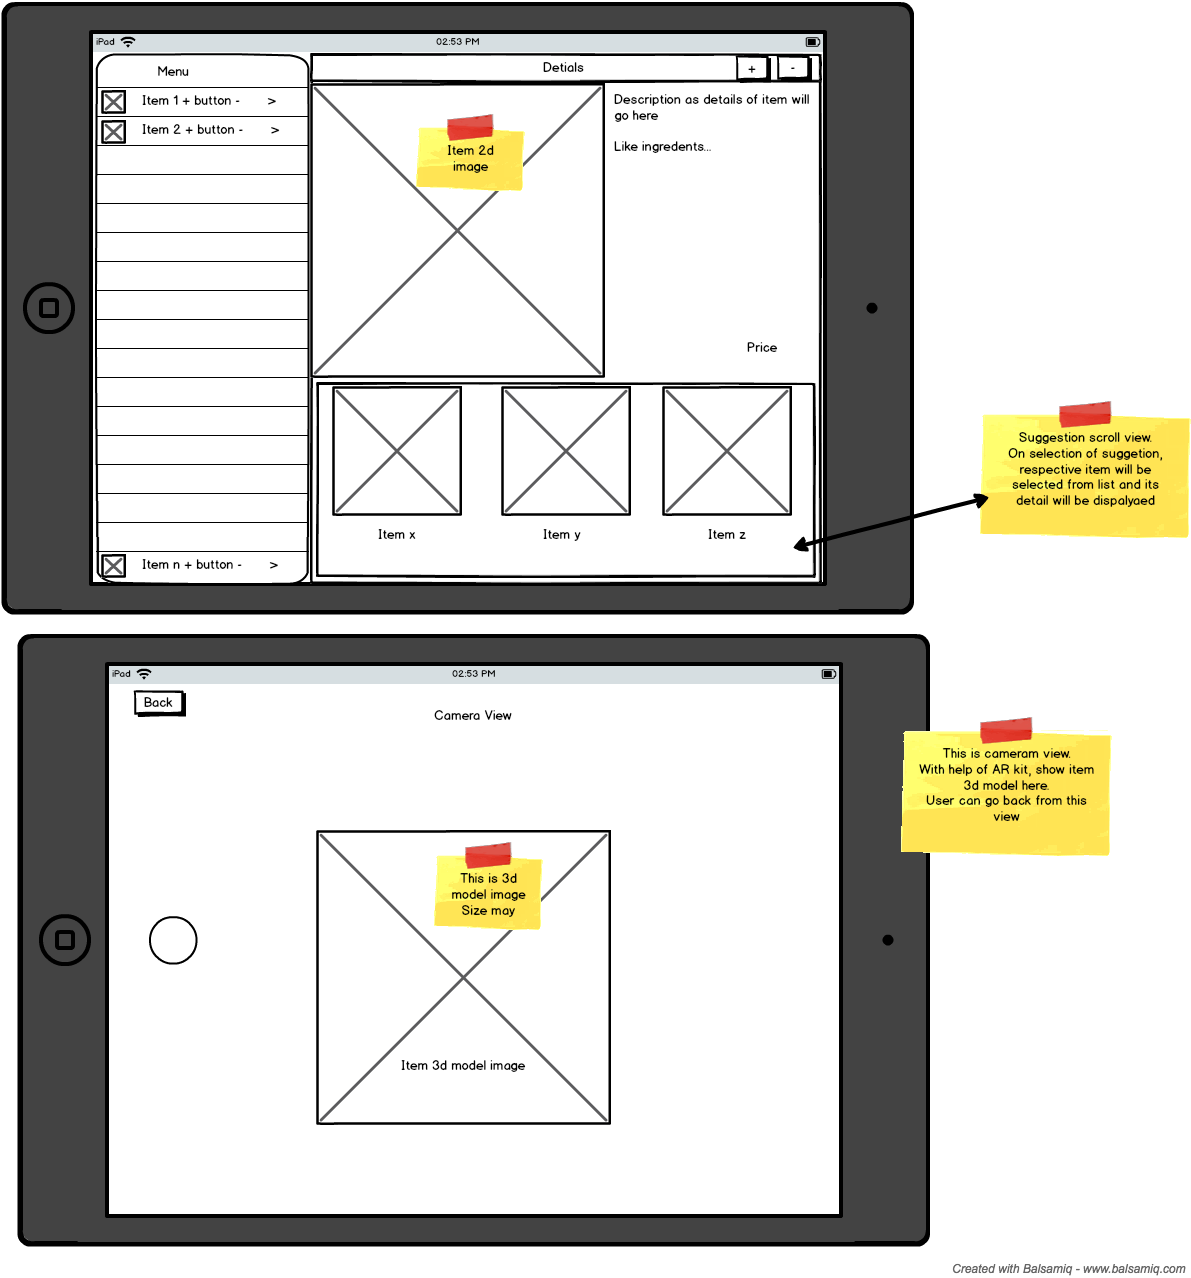 iPad
02:53 PM
Menu
Item 1 + button -     >
Item 2 + button -     >
Item n + button -     >
Detials
+
-
Item 2d
image
Description as details of item will
go here
Like ingredents...
Price
Item x
Item y
Item z
Suggestion scroll view.
On selection of suggetion,
respective item will be
selected from list and its
detail will be dispalyaed
iPad
02:53 PM
Back
Camera View
This is 3d
model image
Size may
Item 3d model image
This is cameram view.
With help of AR kit, show item
3d model here.
User can go back from this
view
Created with Balsamiq - www.balsamiq.com